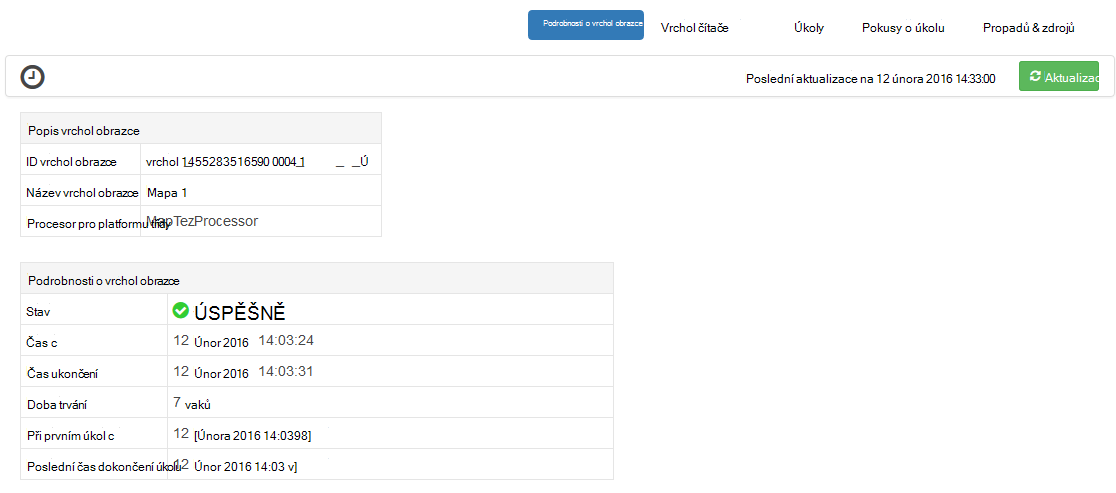 Podrobnosti o vrchol obrazce Vrchol čítače Úkoly Pokusy o úkolu Propadů & zdrojů
Poslední aktualizace na 12 února 2016 14:33:00 Aktualizac
Popis vrchol obrazce
ID vrchol obrazce vrchol 1455283516590 0004_1 _ _Ú
Název vrchol obrazce Mapa 1
Procesor pro platformu třídy MapTezProcessor
Podrobnosti o vrchol obrazce
Stav ÚSPĚŠNĚ
Čas c 12 Únor 2016 14:03:24
Čas ukončení 12 Únor 2016 14:03:31
Doba trvání 7 vaků
Při prvním úkol c 12 [Února 2016 14:0398]
Poslední čas dokončení úkolu 12 Únor 2016 14:03 v]